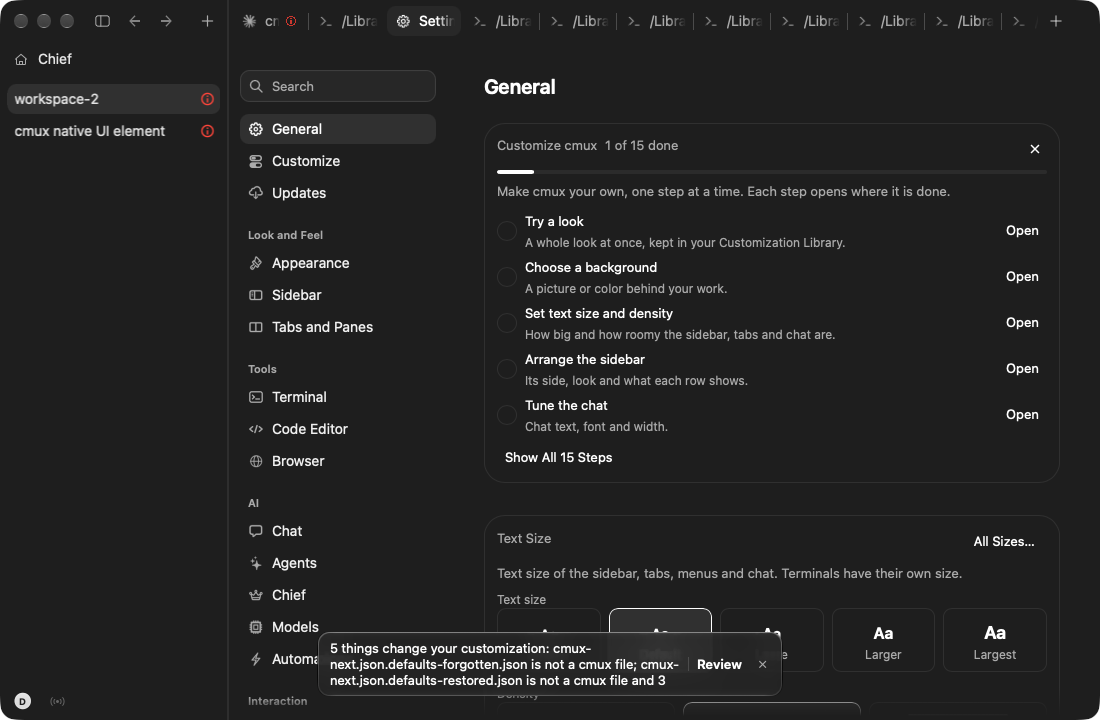 Chief
workspace-2
cmux native UI element
D
cn
/Libra
Settin
/Libra
/Libra
/Libra
/Libra
/Libra
/Libra
/Libra
Search
General
Customize
Updates
Look and Feel
Appearance
Sidebar
Tabs and Panes
Tools
Terminal
Code Editor
Browser
AI
Chat
Agents
Chief
Models
Automa
Interaction
General
Customize cmux 1 of 15 done
Make cmux your own, one step at a time. Each step opens where it is done.
Try a look
A whole look at once, kept in your Customization Library.
Open
Choose a background
A picture or color behind your work.
Open
Set text size and density
How big and how roomy the sidebar, tabs and chat are.
Open
Arrange the sidebar
Its side, look and what each row shows.
Open
Tune the chat
Chat text, font and width.
Open
Show All 15 Steps
Text Size
All Sizes...
Text size of the sidebar, tabs, menus and chat. Terminals have their own size.
Text size
Aa
Larger
Aa
Largest
5 things change your customization: cmux-
next.json.defaults-forgotten.json is not a cmux file; cmux-
next.json.defaults-restored.json is not a cmux file and 3
Review